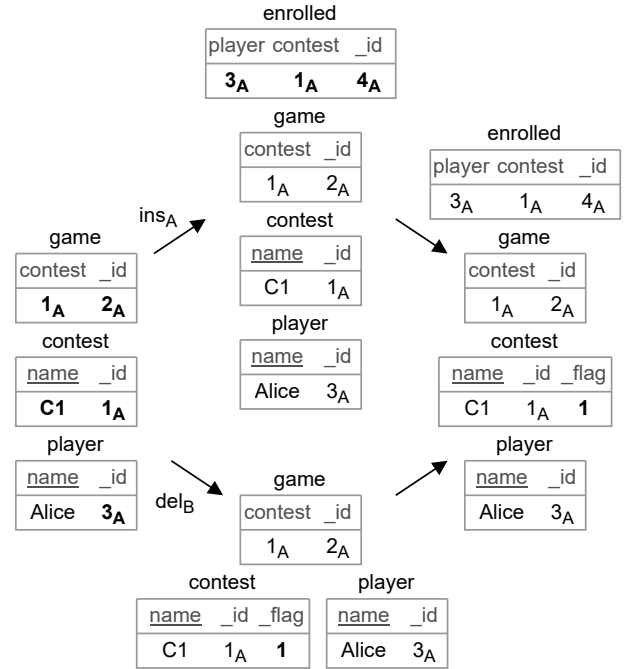 enrolled
player contest _id
3A 1A 4A
game
contest _id
1A 2A
contest
name _id
C1 1A
player
name _id
Alice 3A
insA
game
contest _id
1A 2A
contest
name _id
C1 1A
player
name _id
Alice 3A
delB
game
contest _id
1A 2A
contest
name _id _flag
C1 1A 1
player
name _id
Alice 3A
enrolled
player contest _id
3A 1A 4A
game
contest _id
1A 2A
contest
name _id _flag
C1 1A 1
player
name _id
Alice 3A